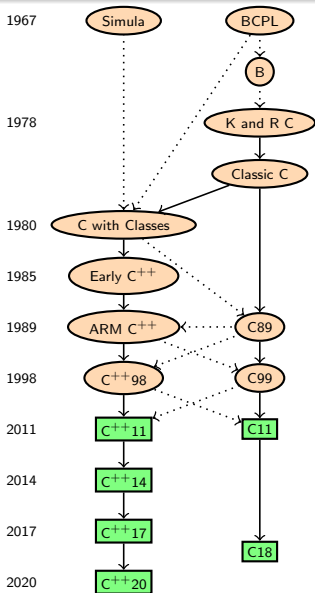 1967 Simula BCPL
B
1978 K and R C
Classic C
1980 C with Classes
1985 Early C++
1989 ARM C++ C89
1998 C++98 C99
2011 C++11 C11
2014 C++14
2017 C++17
C18
2020 C++20